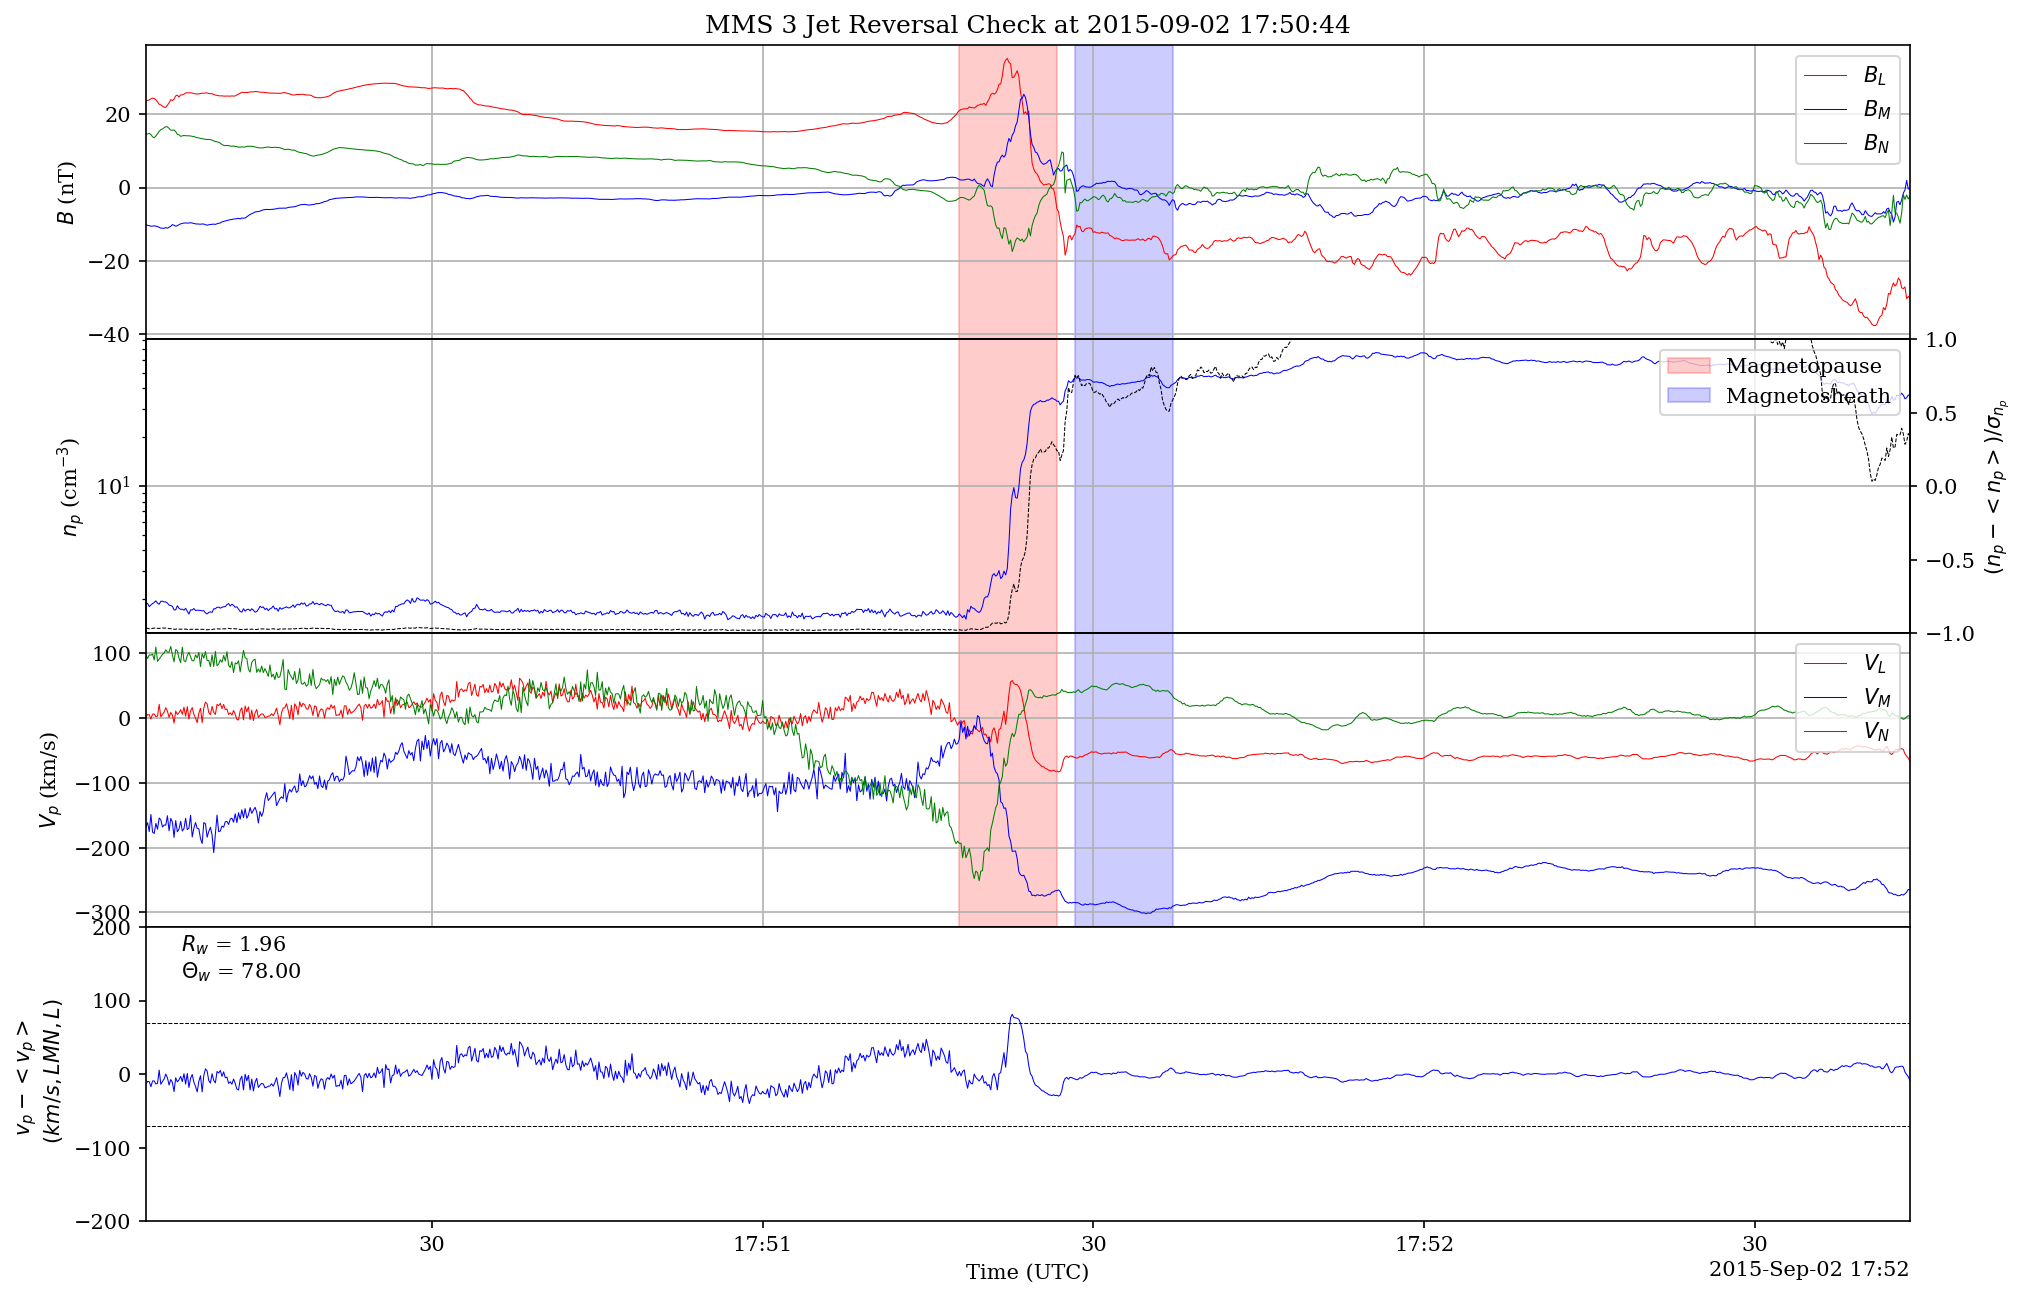 MMS 3 Jet Reversal Check at 2015-09-02 17:50:44
B (nT)
20
0
−20
−40
B_L
B_M
B_N
n_p (cm^{−3})
10^1
1.0
0.5
0.0
−0.5
−1.0
(n_p − < n_p >)/σ_{n_p}
Magnetopause
Magnetosheath
V_p (km/s)
100
0
−100
−200
−300
V_L
V_M
V_N
v_p − < v_p >
(km/s, LMN, L)
200
100
0
−100
−200
R_w = 1.96
Θ_w = 78.00
30
17:51
30
17:52
30
Time (UTC)
2015-Sep-02 17:52